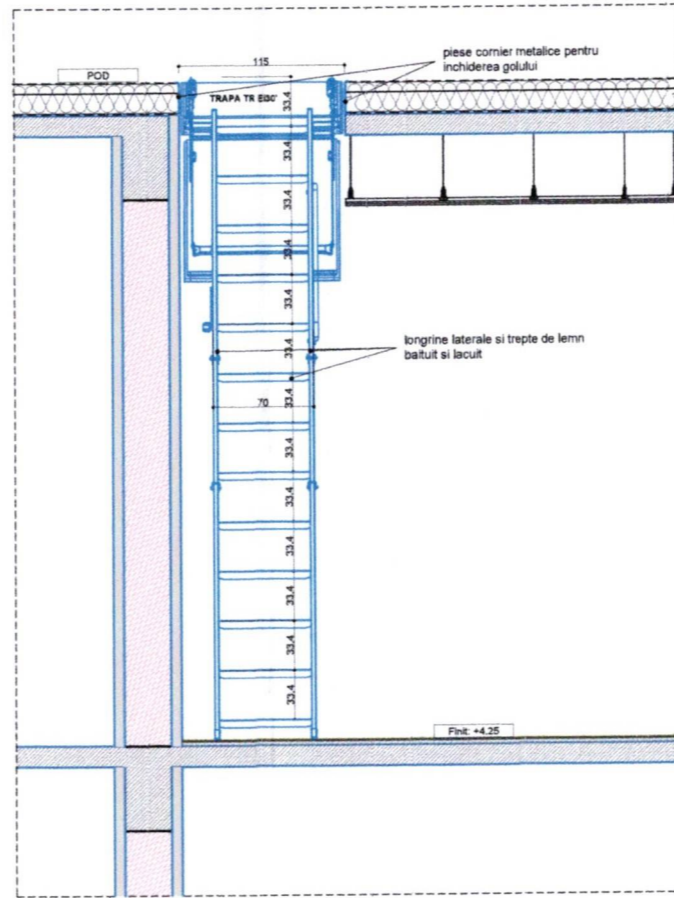 115
piese cornier metalice pentru
inchiderea golului
POD
TRAPA TR EI30'
33,4
33,4
33,4
33,4
33,4
33,4
longrine laterale si trepte de lemn
baituit si lacuit
33,4
70
33,4
33,4
33,4
33,4
33,4
33,4
Finit: +4.25